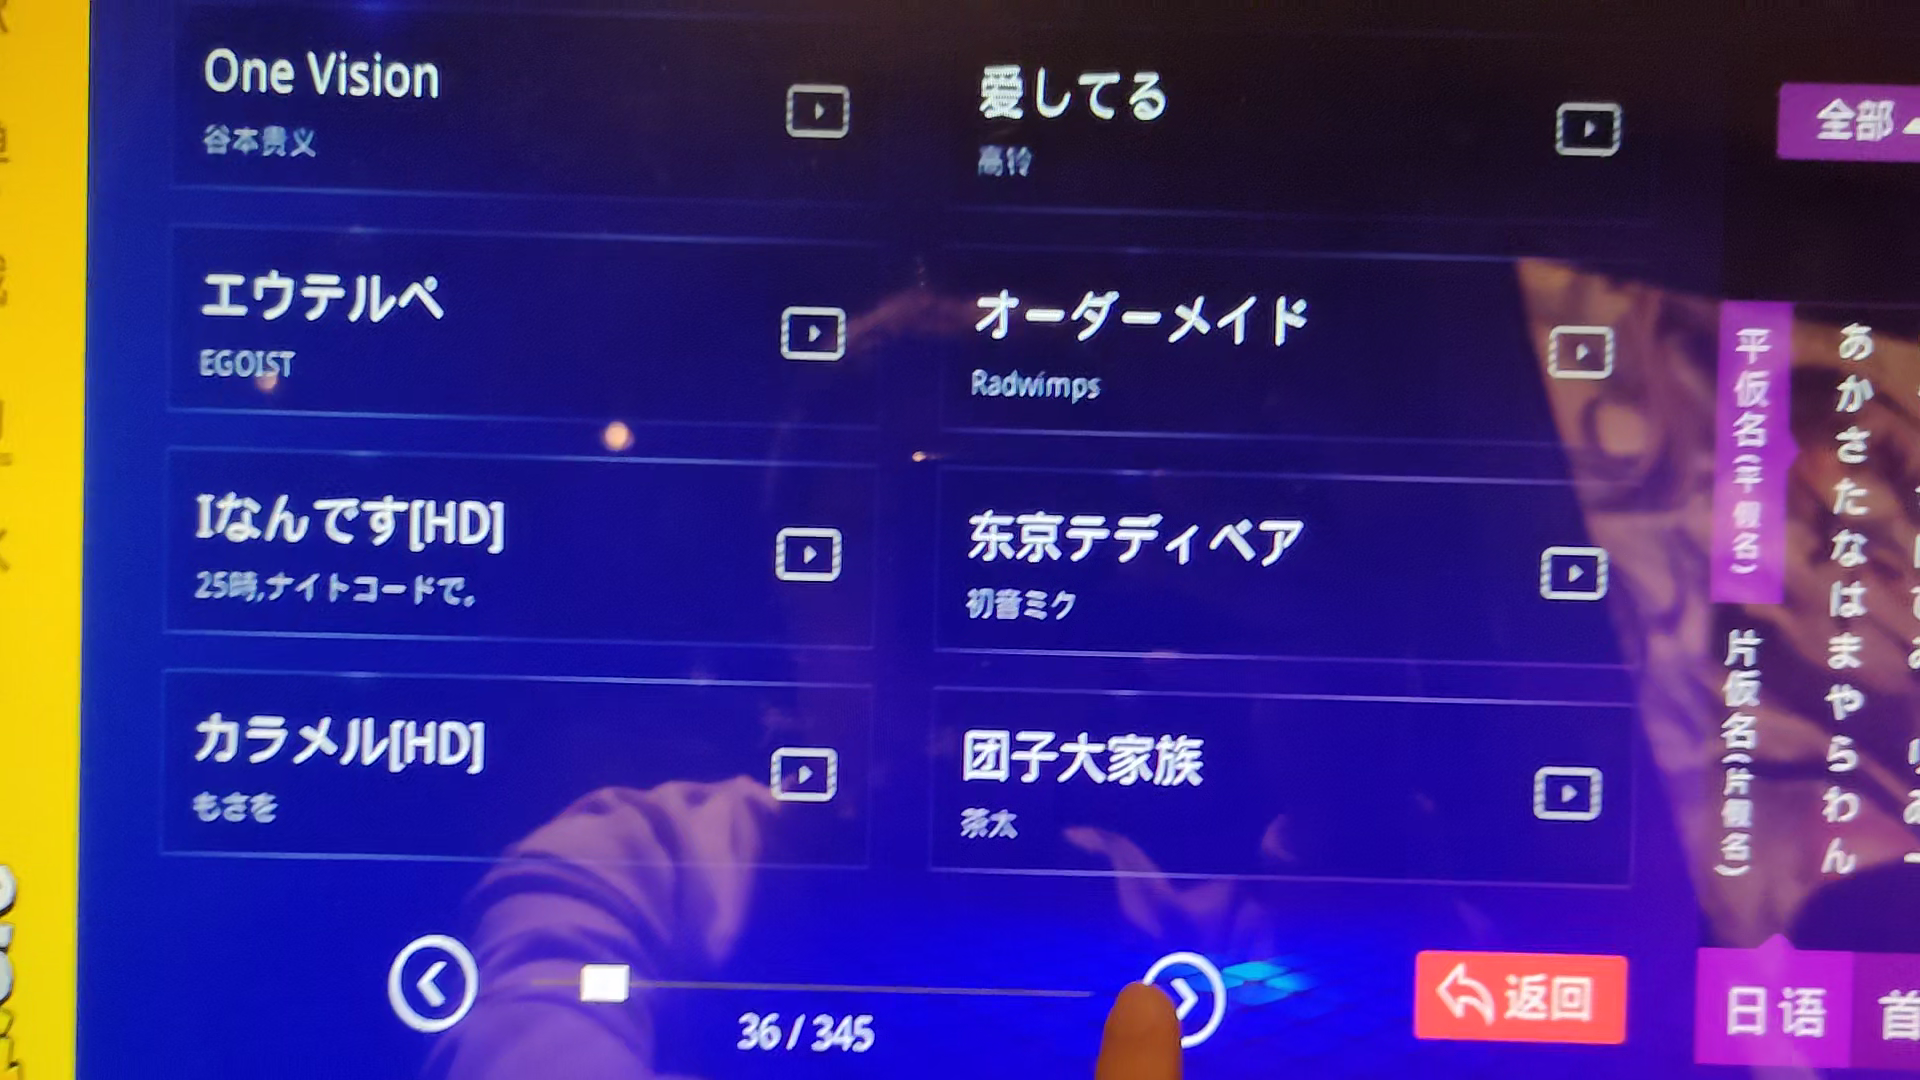 One Vision
谷本贵义
愛してる
高铃
エウテルペ
EGOIST
オーダーメイド
Radwimps
Iなんです[HD]
25時,ナイトコードで。
东京テディベア
初音ミク
カラメル[HD]
もさを
团子大家族
茶太
36 / 345
返回
全部
平仮名(平假名)
片仮名(片假名)
あかさたなはまやらわん
日语
首